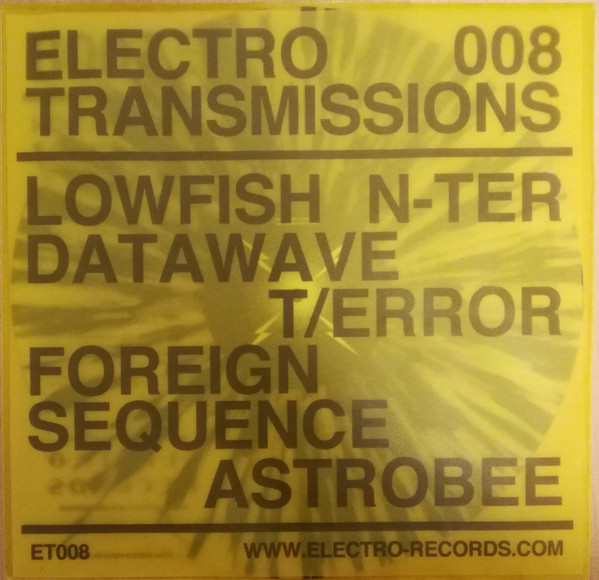 ELECTRO 008
TRANSMISSIONS
LOWFISH N-TER
DATAWAVE
T/ERROR
FOREIGN
SEQUENCE
ASTROBEE
ET008 WWW.ELECTRO-RECORDS.COM